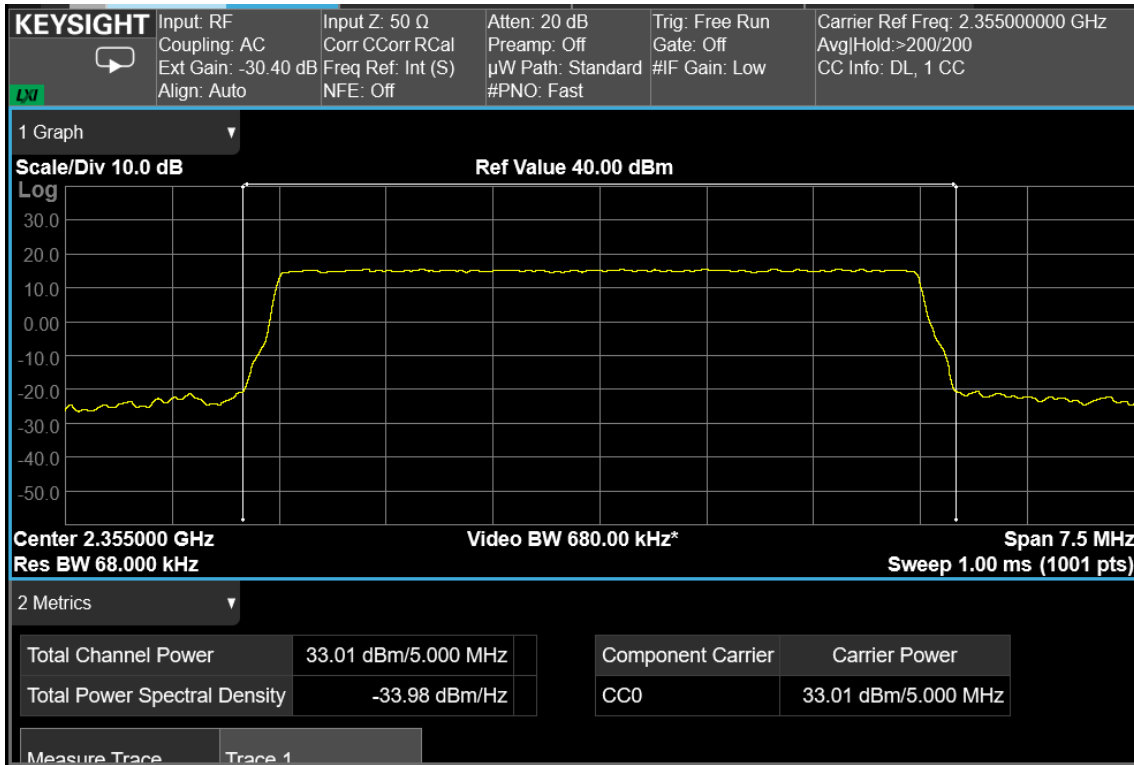 KEYSIGHT
LXI
Input: RF
Coupling: AC
Ext Gain: -30.40 dB
Align: Auto
Input Z: 50 Ω
Corr CCorr RCal
Freq Ref: Int (S)
NFE: Off
Atten: 20 dB
Preamp: Off
µW Path: Standard
#PNO: Fast
Trig: Free Run
Gate: Off
#IF Gain: Low
Carrier Ref Freq: 2.355000000 GHz
Avg|Hold:>200/200
CC Info: DL, 1 CC
1 Graph
Scale/Div 10.0 dB
Ref Value 40.00 dBm
Log
30.0
20.0
10.0
0.00
-10.0
-20.0
-30.0
-40.0
-50.0
Center 2.355000 GHz
Video BW 680.00 kHz*
Span 7.5 MHz
Res BW 68.000 kHz
Sweep 1.00 ms (1001 pts)
2 Metrics
Total Channel Power 33.01 dBm/5.000 MHz
Total Power Spectral Density -33.98 dBm/Hz
Component Carrier Carrier Power
CC0 33.01 dBm/5.000 MHz
Measure Trace Trace 1